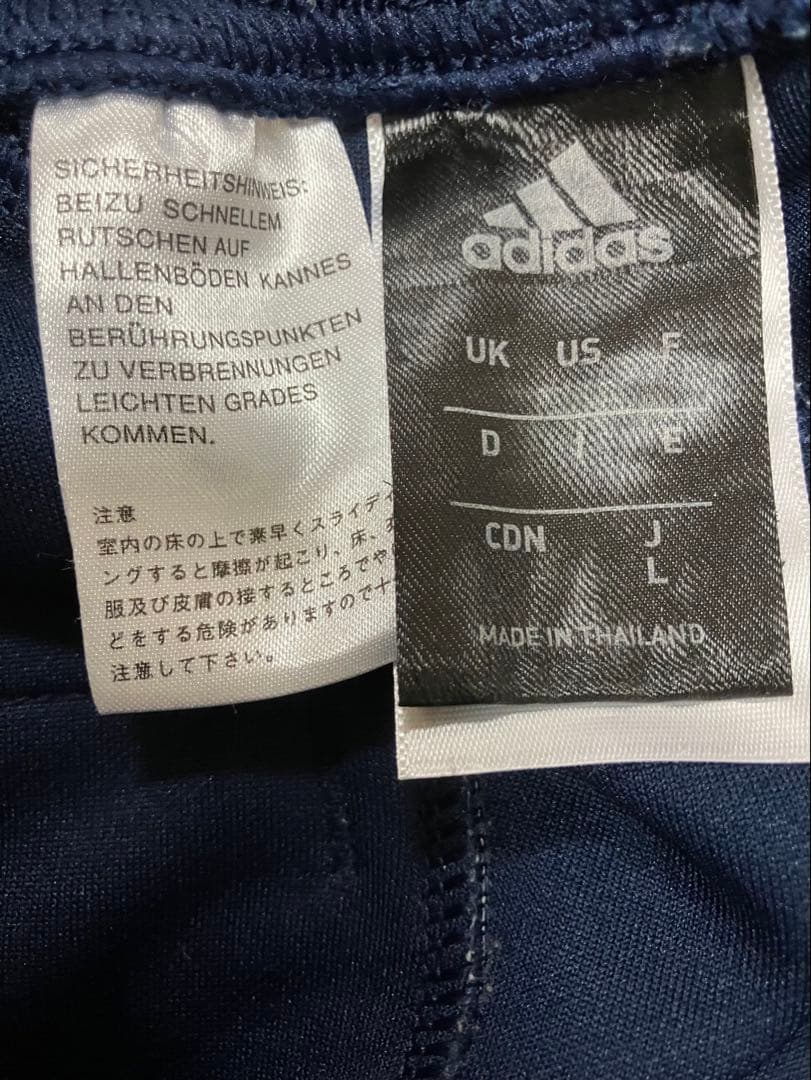 SICHERHEITSHINWEIS:
BEIZU SCHNELLEM
RUTSCHEN AUF
HALLENBÖDEN KANNES
AN DEN
BERÜHRUNGSPUNKTEN
ZU VERBRENNUNGEN
LEICHTEN GRADES
KOMMEN.
注意
室内の床の上で素早くスライディ
ングすると摩擦が起こり、床、
服及び皮膚の接するところでや
どをする危険がありますので十
注意して下さい。
adidas
UK US F
D I E
CDN J
L
MADE IN THAILAND